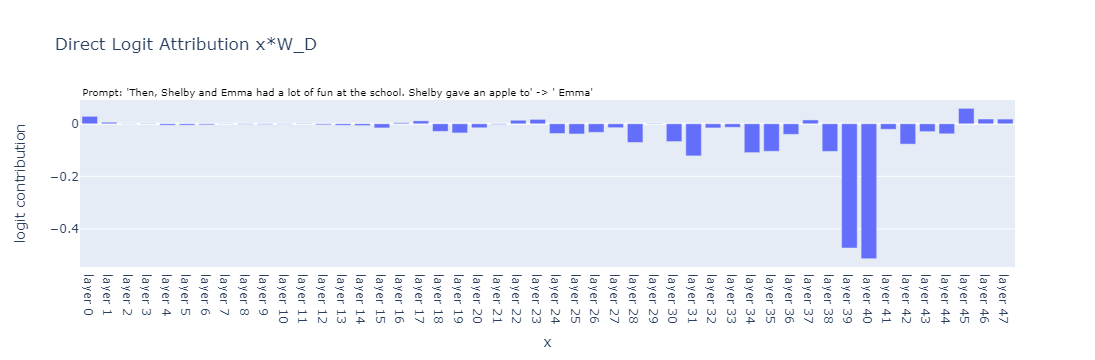 Direct Logit Attribution x*W_D
Prompt: 'Then, Shelby and Emma had a lot of fun at the school. Shelby gave an apple to' -> ' Emma'
logit contribution
0
−0.2
−0.4
layer 0
layer 1
layer 2
layer 3
layer 4
layer 5
layer 6
layer 7
layer 8
layer 9
layer 10
layer 11
layer 12
layer 13
layer 14
layer 15
layer 16
layer 17
layer 18
layer 19
layer 20
layer 21
layer 22
layer 23
layer 24
layer 25
layer 26
layer 27
layer 28
layer 29
layer 30
layer 31
layer 32
layer 33
layer 34
layer 35
layer 36
layer 37
layer 38
layer 39
layer 40
layer 41
layer 42
layer 43
layer 44
layer 45
layer 46
layer 47
x